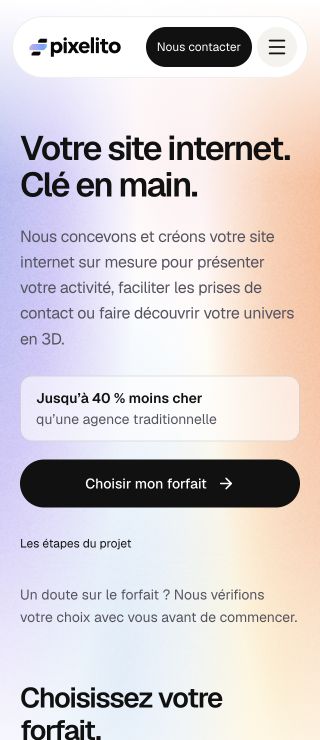 pixelito
Nous contacter
Votre site internet.
Clé en main.
Nous concevons et créons votre site
internet sur mesure pour présenter
votre activité, faciliter les prises de
contact ou faire découvrir votre univers
en 3D.
Jusqu’à 40 % moins cher
qu’une agence traditionnelle
Choisir mon forfait →
Les étapes du projet
Un doute sur le forfait ? Nous vérifions
votre choix avec vous avant de commencer.
Choisissez votre
forfait.